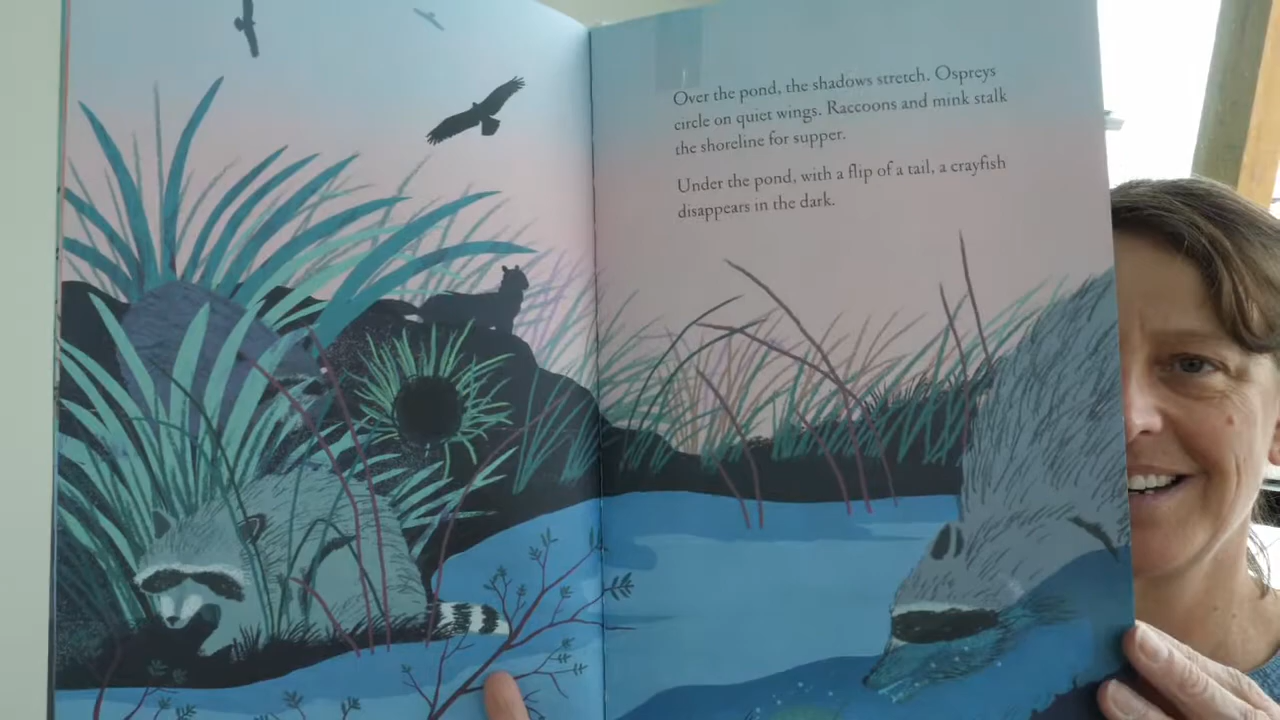 Over the pond, the shadows stretch. Ospreys
circle on quiet wings. Raccoons and mink stalk
the shoreline for supper.
Under the pond, with a flip of a tail, a crayfish
disappears in the dark.